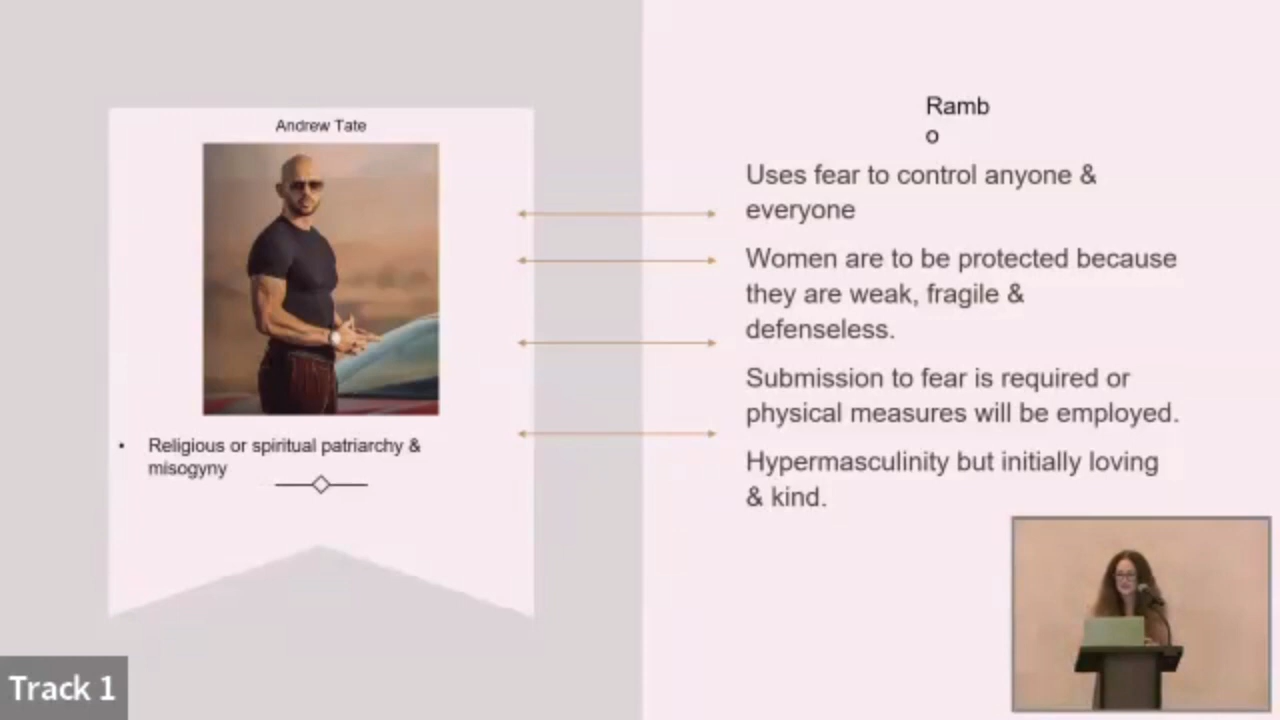 Andrew Tate
• Religious or spiritual patriarchy &
misogyny
Ramb
o
Uses fear to control anyone &
everyone
Women are to be protected because
they are weak, fragile &
defenseless.
Submission to fear is required or
physical measures will be employed.
Hypermasculinity but initially loving
& kind.
Track 1